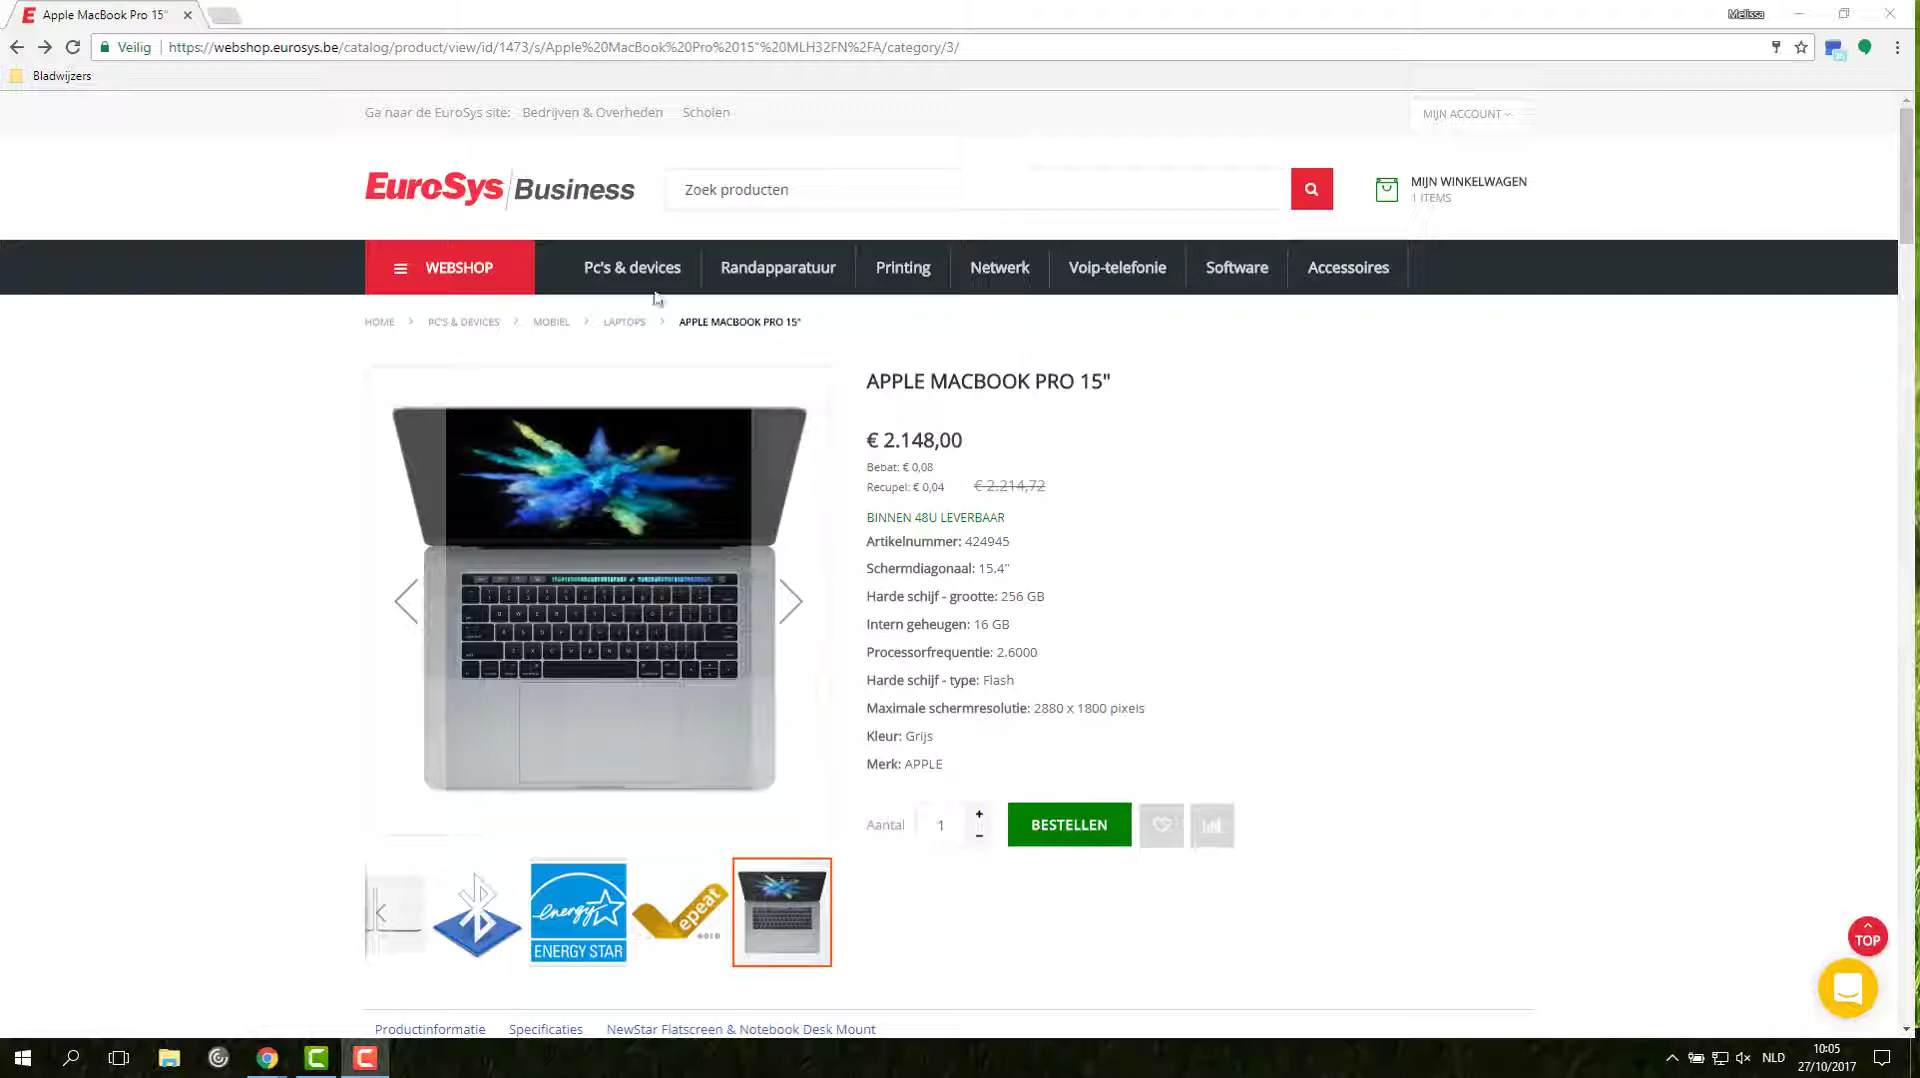 Apple MacBook Pro 15"
Melissa
Veilig
https://webshop.eurosys.be/catalog/product/view/id/1473/s/Apple%20MacBook%20Pro%2015"%20MLH32FN%2FA/category/3/
Bladwijzers
Ga naar de EuroSys site: Bedrijven & Overheden Scholen
MIJN ACCOUNT
EuroSys Business
Zoek producten
MIJN WINKELWAGEN
1 ITEMS
WEBSHOP
Pc's & devices
Randapparatuur
Printing
Netwerk
Voip-telefonie
Software
Accessoires
HOME > PC'S & DEVICES > MOBIEL > LAPTOPS > APPLE MACBOOK PRO 15"
APPLE MACBOOK PRO 15"
€ 2.148,00
Bebat: € 0,08
Recupel: € 0,04
€ 2.214,72
BINNEN 48U LEVERBAAR
Artikelnummer: 424945
Schermdiagonaal: 15.4"
Harde schijf - grootte: 256 GB
Intern geheugen: 16 GB
Processorfrequentie: 2.6000
Harde schijf - type: Flash
Maximale schermresolutie: 2880 x 1800 pixels
Kleur: Grijs
Merk: APPLE
Aantal
1
+
-
BESTELLEN
energy
ENERGY STAR
epeat
GOLD
TOP
Productinformatie
Specificaties
NewStar Flatscreen & Notebook Desk Mount
NLD
10:05
27/10/2017